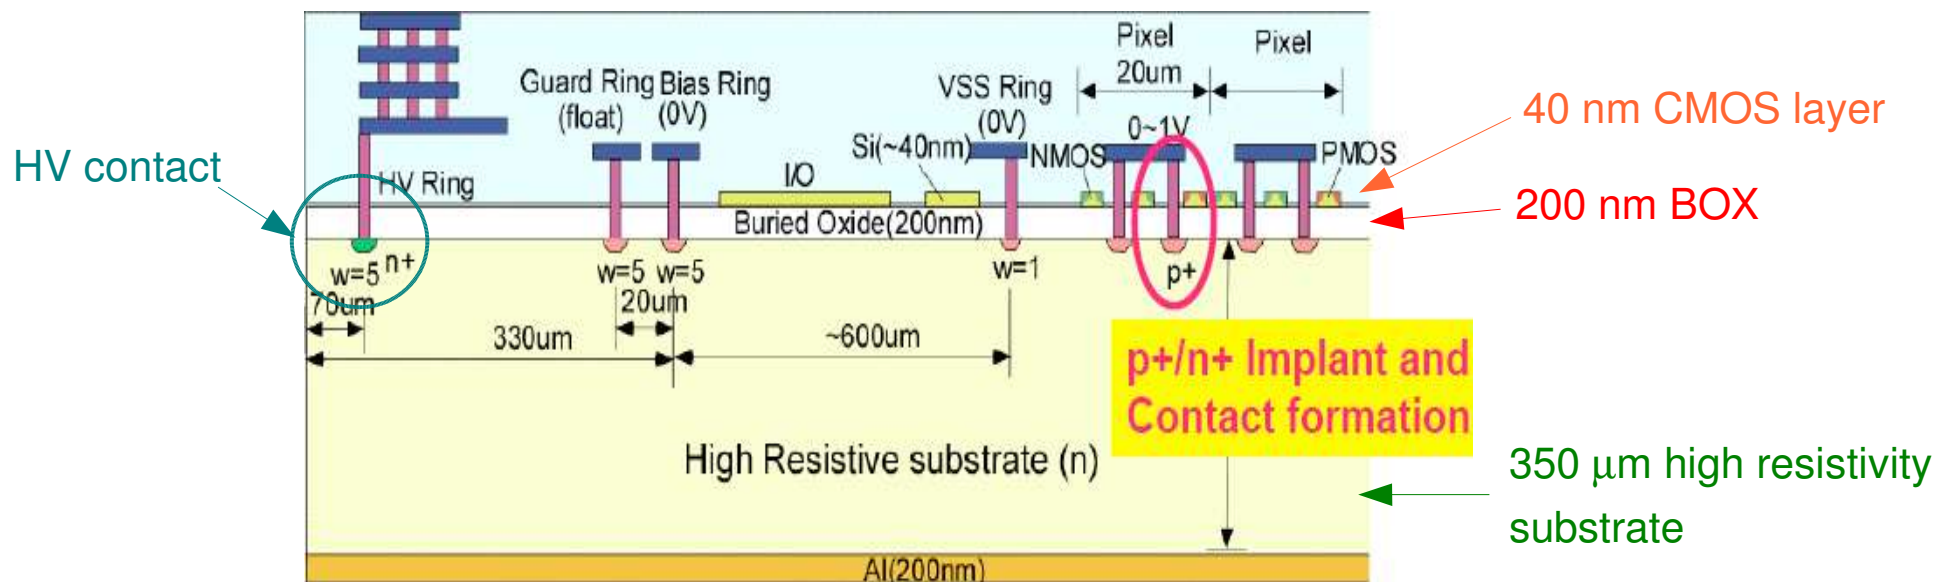 Pixel
Pixel
20um
Guard Ring
(float)
Bias Ring
(0V)
VSS Ring
(0V)
40 nm CMOS layer
0~1V
HV contact
Si(~40nm)
NMOS
PMOS
HV Ring
I/O
200 nm BOX
Buried Oxide(200nm)
w=5
n+
w=5
w=5
w=1
p+
70um
20um
330um
~600um
p+/n+ Implant and
Contact formation
High Resistive substrate (n)
350 μm high resistivity
substrate
Al(200nm)